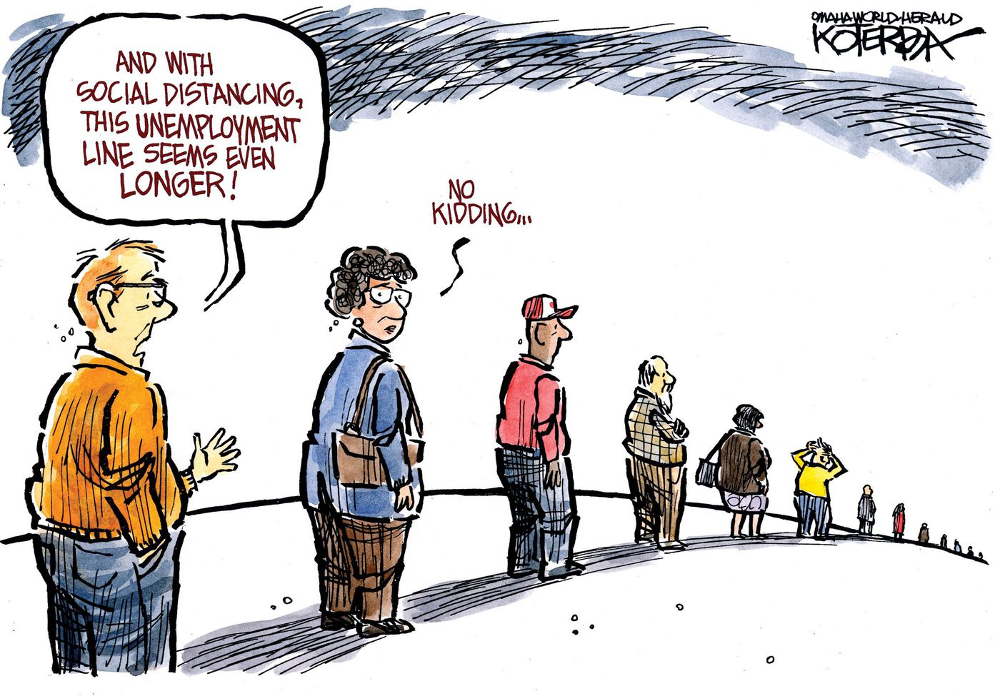 OMAHA WORLD-HERALD
KOTERBA
AND WITH
SOCIAL DISTANCING,
THIS UNEMPLOYMENT
LINE SEEMS EVEN
LONGER!
NO
KIDDING...